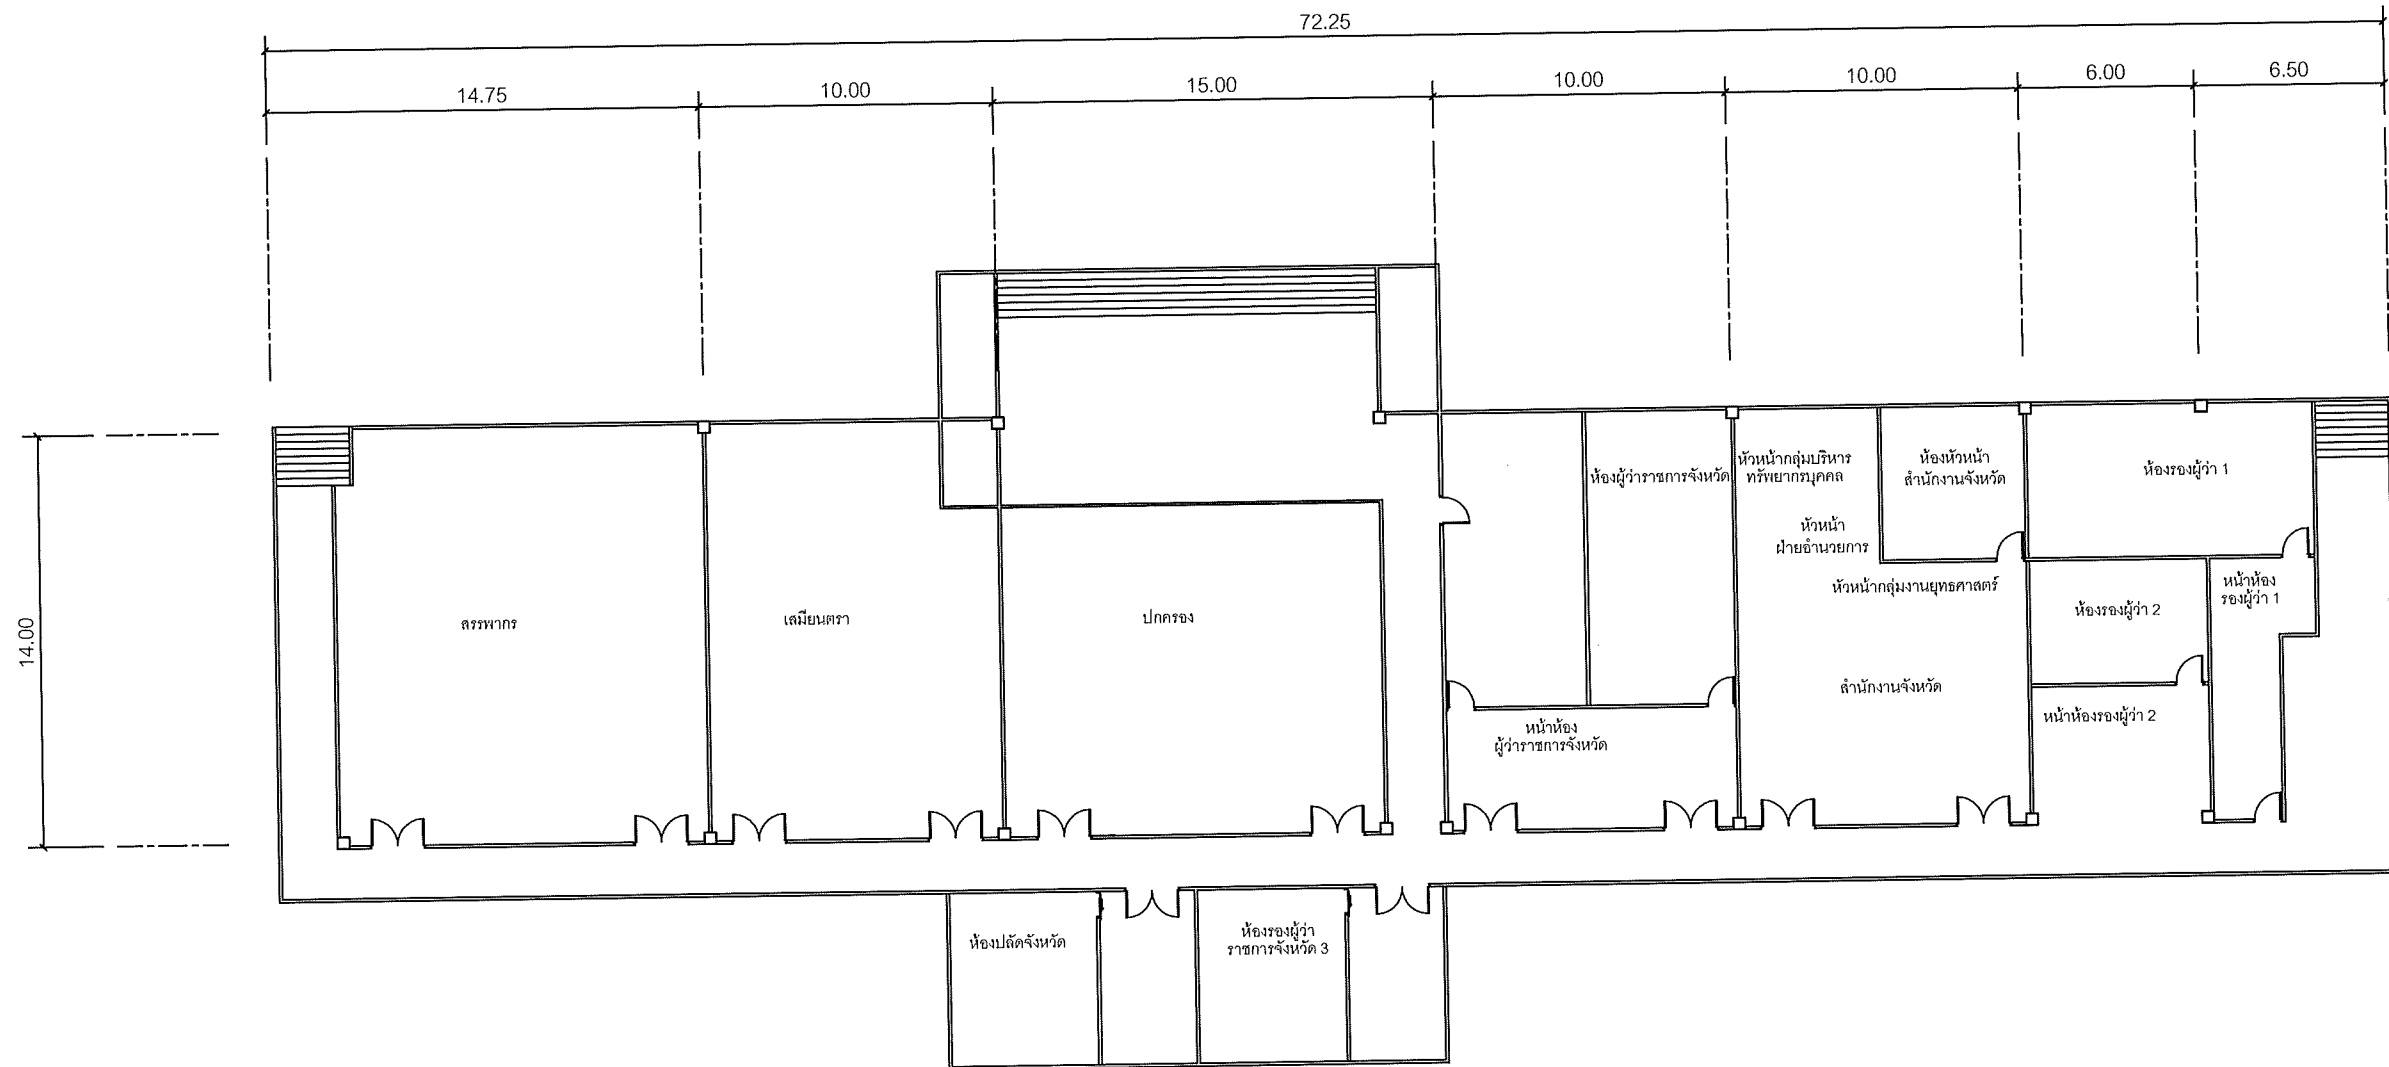 72.25
14.75
10.00
15.00
10.00
10.00
6.00
6.50
14.00
สรรพากร
เสมียนตรา
ปกครอง
ห้องผู้ว่าราชการจังหวัด
หน้าห้อง
ผู้ว่าราชการจังหวัด
หัวหน้ากลุ่มบริหาร
ทรัพยากรบุคคล
หัวหน้า
ฝ่ายอำนวยการ
หัวหน้ากลุ่มงานยุทธศาสตร์
สำนักงานจังหวัด
ห้องหัวหน้า
สำนักงานจังหวัด
ห้องรองผู้ว่า 1
หน้าห้อง
รองผู้ว่า 1
ห้องรองผู้ว่า 2
หน้าห้องรองผู้ว่า 2
ห้องปลัดจังหวัด
ห้องรองผู้ว่า
ราชการจังหวัด 3